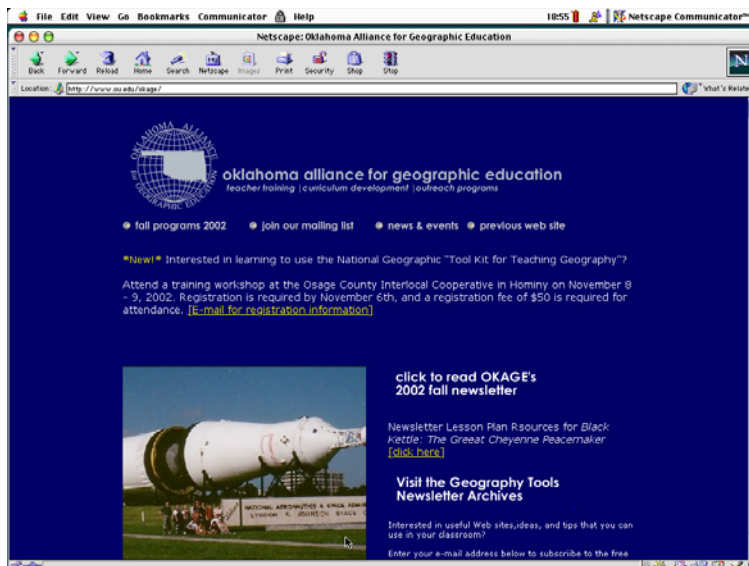 File Edit View Go Bookmarks Communicator Help 18:55 Netscape Communicator™
Netscape: Oklahoma Alliance for Geographic Education
Back Forward Reload Home Search Netscape Images Print Security Shop Stop
Location: http://www.ou.edu/okage/ What's Relate
OKLAHOMA ALLIANCE for GEOGRAPHIC EDUCATION
oklahoma alliance for geographic education
teacher training | curriculum development | outreach programs
fall programs 2002 join our mailing list news & events previous web site
*New!* Interested in learning to use the National Geographic "Tool Kit for Teaching Geography"?
Attend a training workshop at the Osage County Interlocal Cooperative in Hominy on November 8
- 9, 2002. Registration is required by November 6th, and a registration fee of $50 is required for
attendance. [E-mail for registration information]
click to read OKAGE's
2002 fall newsletter
Newsletter Lesson Plan Rsources for Black
Kettle: The Greeat Cheyenne Peacemaker
[click here]
Visit the Geography Tools
Newsletter Archives
NATIONAL AERONAUTICS & SPACE
LYNDON B. JOHNSON SPACE
Interested in useful Web sites,ideas, and tips that you can
use in your classroom?
Enter your e-mail address below to subscribe to the free